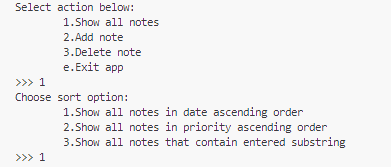 Select action below:
1.Show all notes
2.Add note
3.Delete note
e.Exit app
>>> 1
Choose sort option:
1.Show all notes in date ascending order
2.Show all notes in priority ascending order
3.Show all notes that contain entered substring
>>> 1